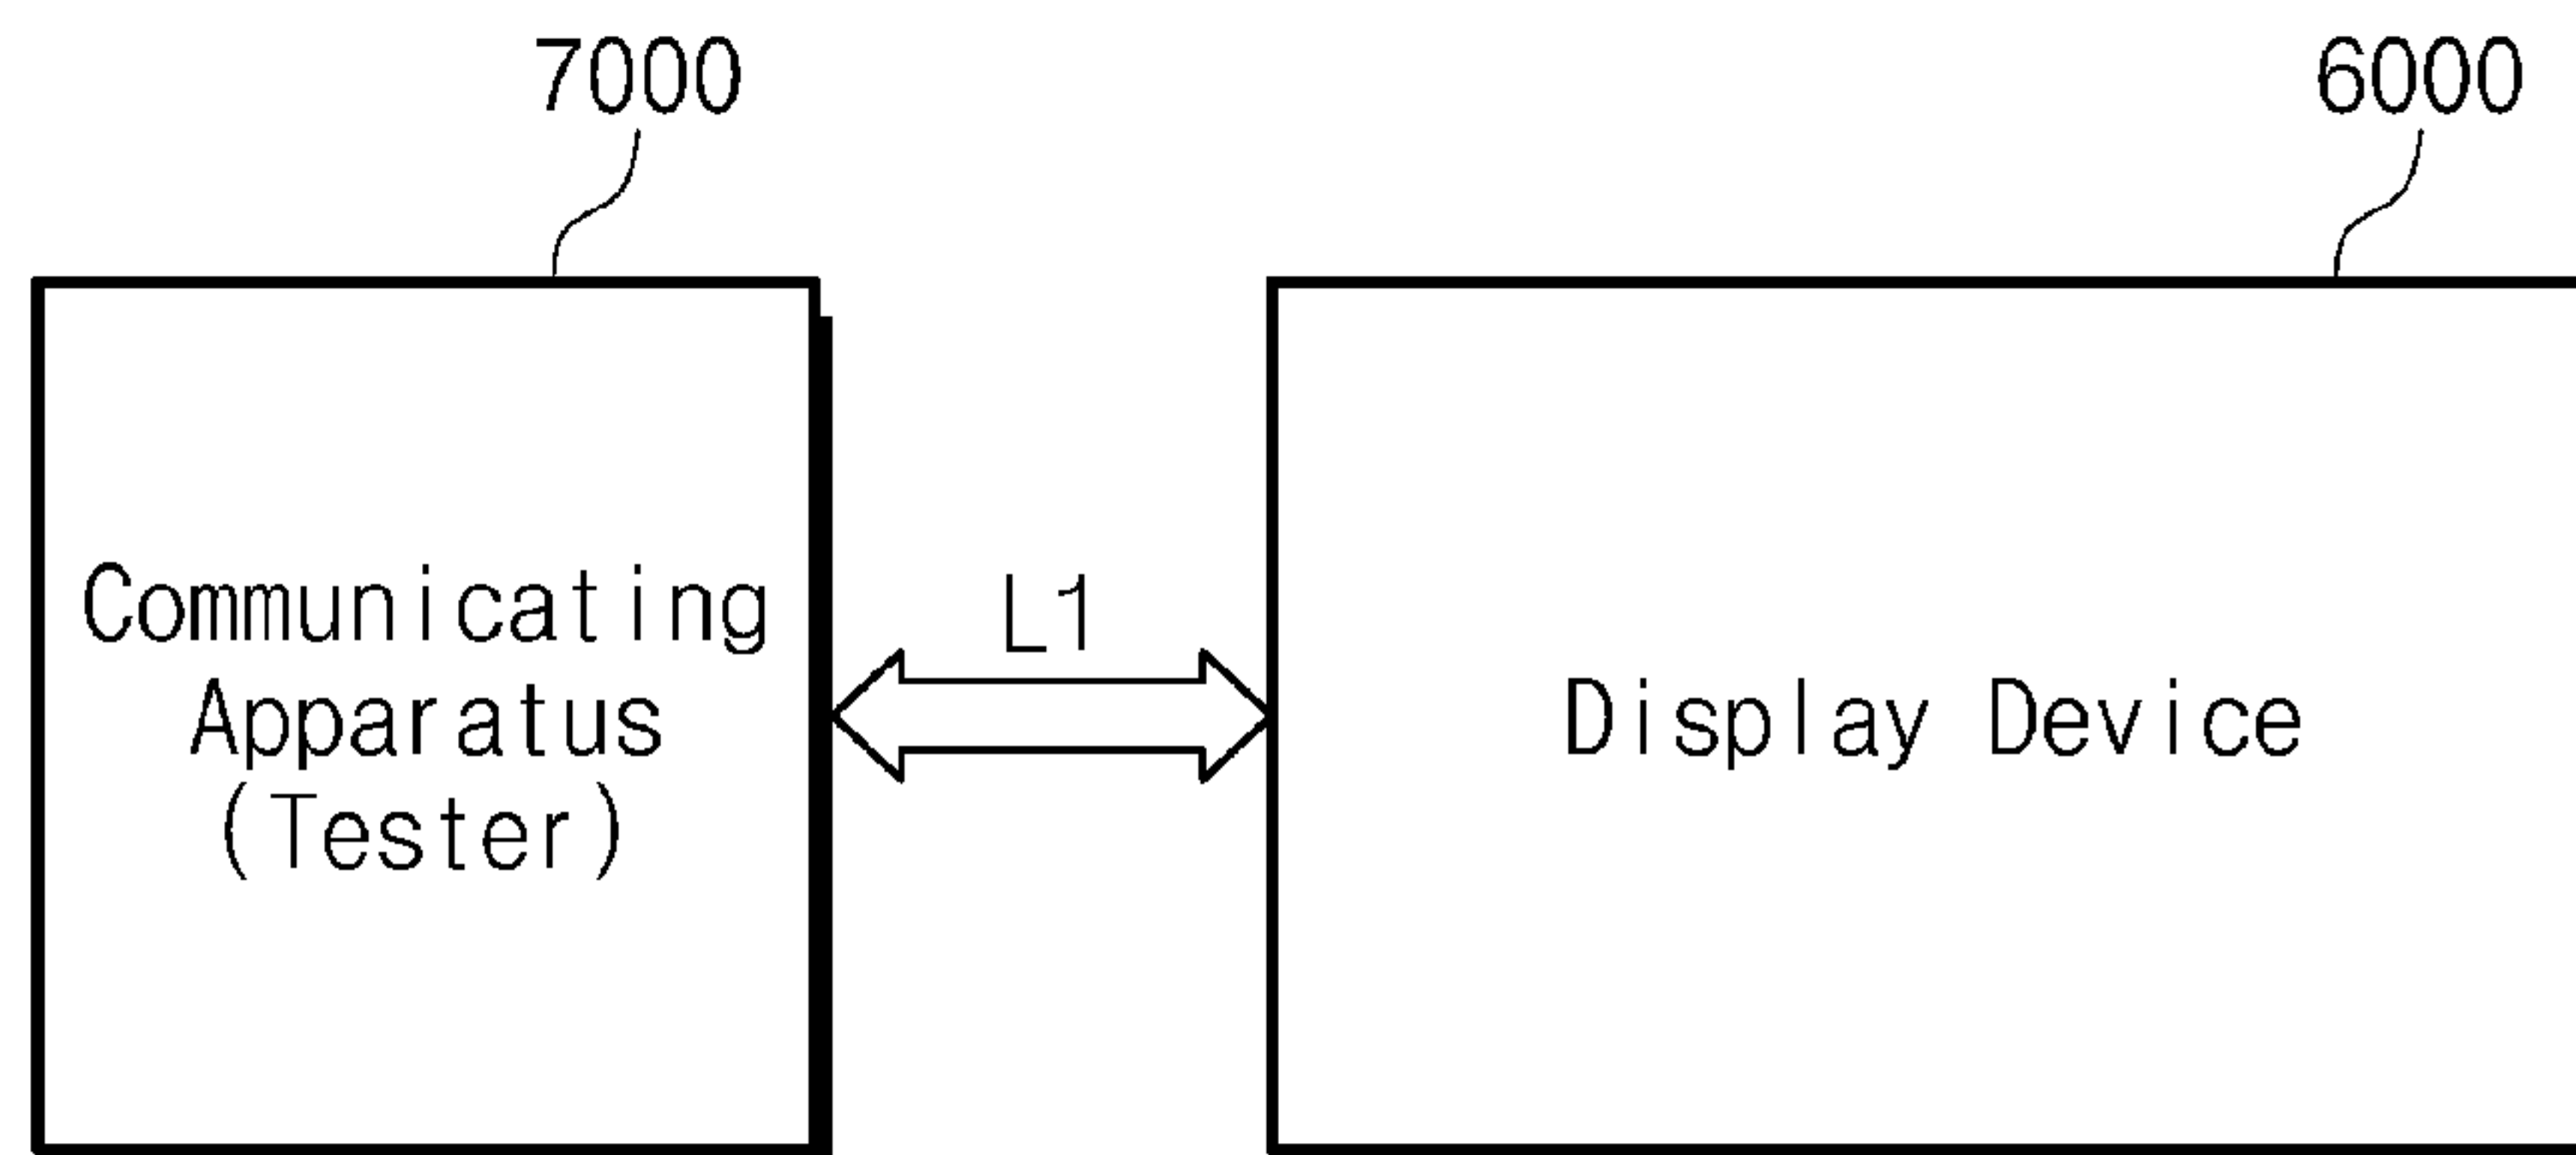 7000
6000
Communicating
Apparatus
(Tester)
L1
Display Device